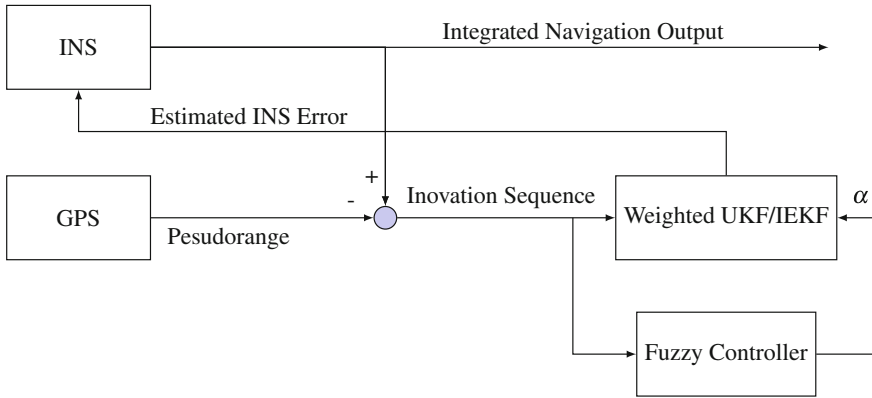 INS
Integrated Navigation Output
Estimated INS Error
+
-
GPS
Pesudorange
Inovation Sequence
Weighted UKF/IEKF
α
Fuzzy Controller